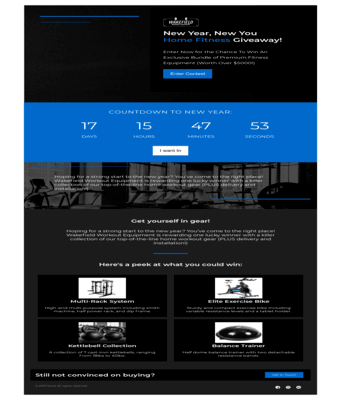 WAKEFIELD
New Year, New You
Home Fitness Giveaway!
Enter Now for the Chance To Win An
Exclusive Bundle of Premium Fitness
Equipment (Worth Over $5000!)
Enter Contest
COUNTDOWN TO NEW YEAR:
17 15 47 53
DAYS HOURS MINUTES SECONDS
I want In
Hoping for a strong start to the new year? You've come to the right place!
Wakefield Workout Equipment is rewarding one lucky winner with a killer
collection of our top-of-the-line home workout gear (PLUS delivery and
installation!)
Get yourself in gear!
Hoping for a strong start to the new year? You've come to the right place!
Wakefield Workout Equipment is rewarding one lucky winner with a killer
collection of our top-of-the-line home workout gear (PLUS delivery and
installation!)
Here's a peek at what you could win:
Multi-Rack System
High end multi purpose system including smith
machine, half power rack, and dip frame
Elite Exercise Bike
Sturdy and compact exercise bike including
variable resistance levels and a tablet holder
Kettlebell Collection
A collection of 7 cast iron kettlebells, ranging
from 5lbs to 50lbs.
Balance Trainer
Half dome balance trainer with two detachable
resistance bands.
Still not convinced on buying?
Get In Touch